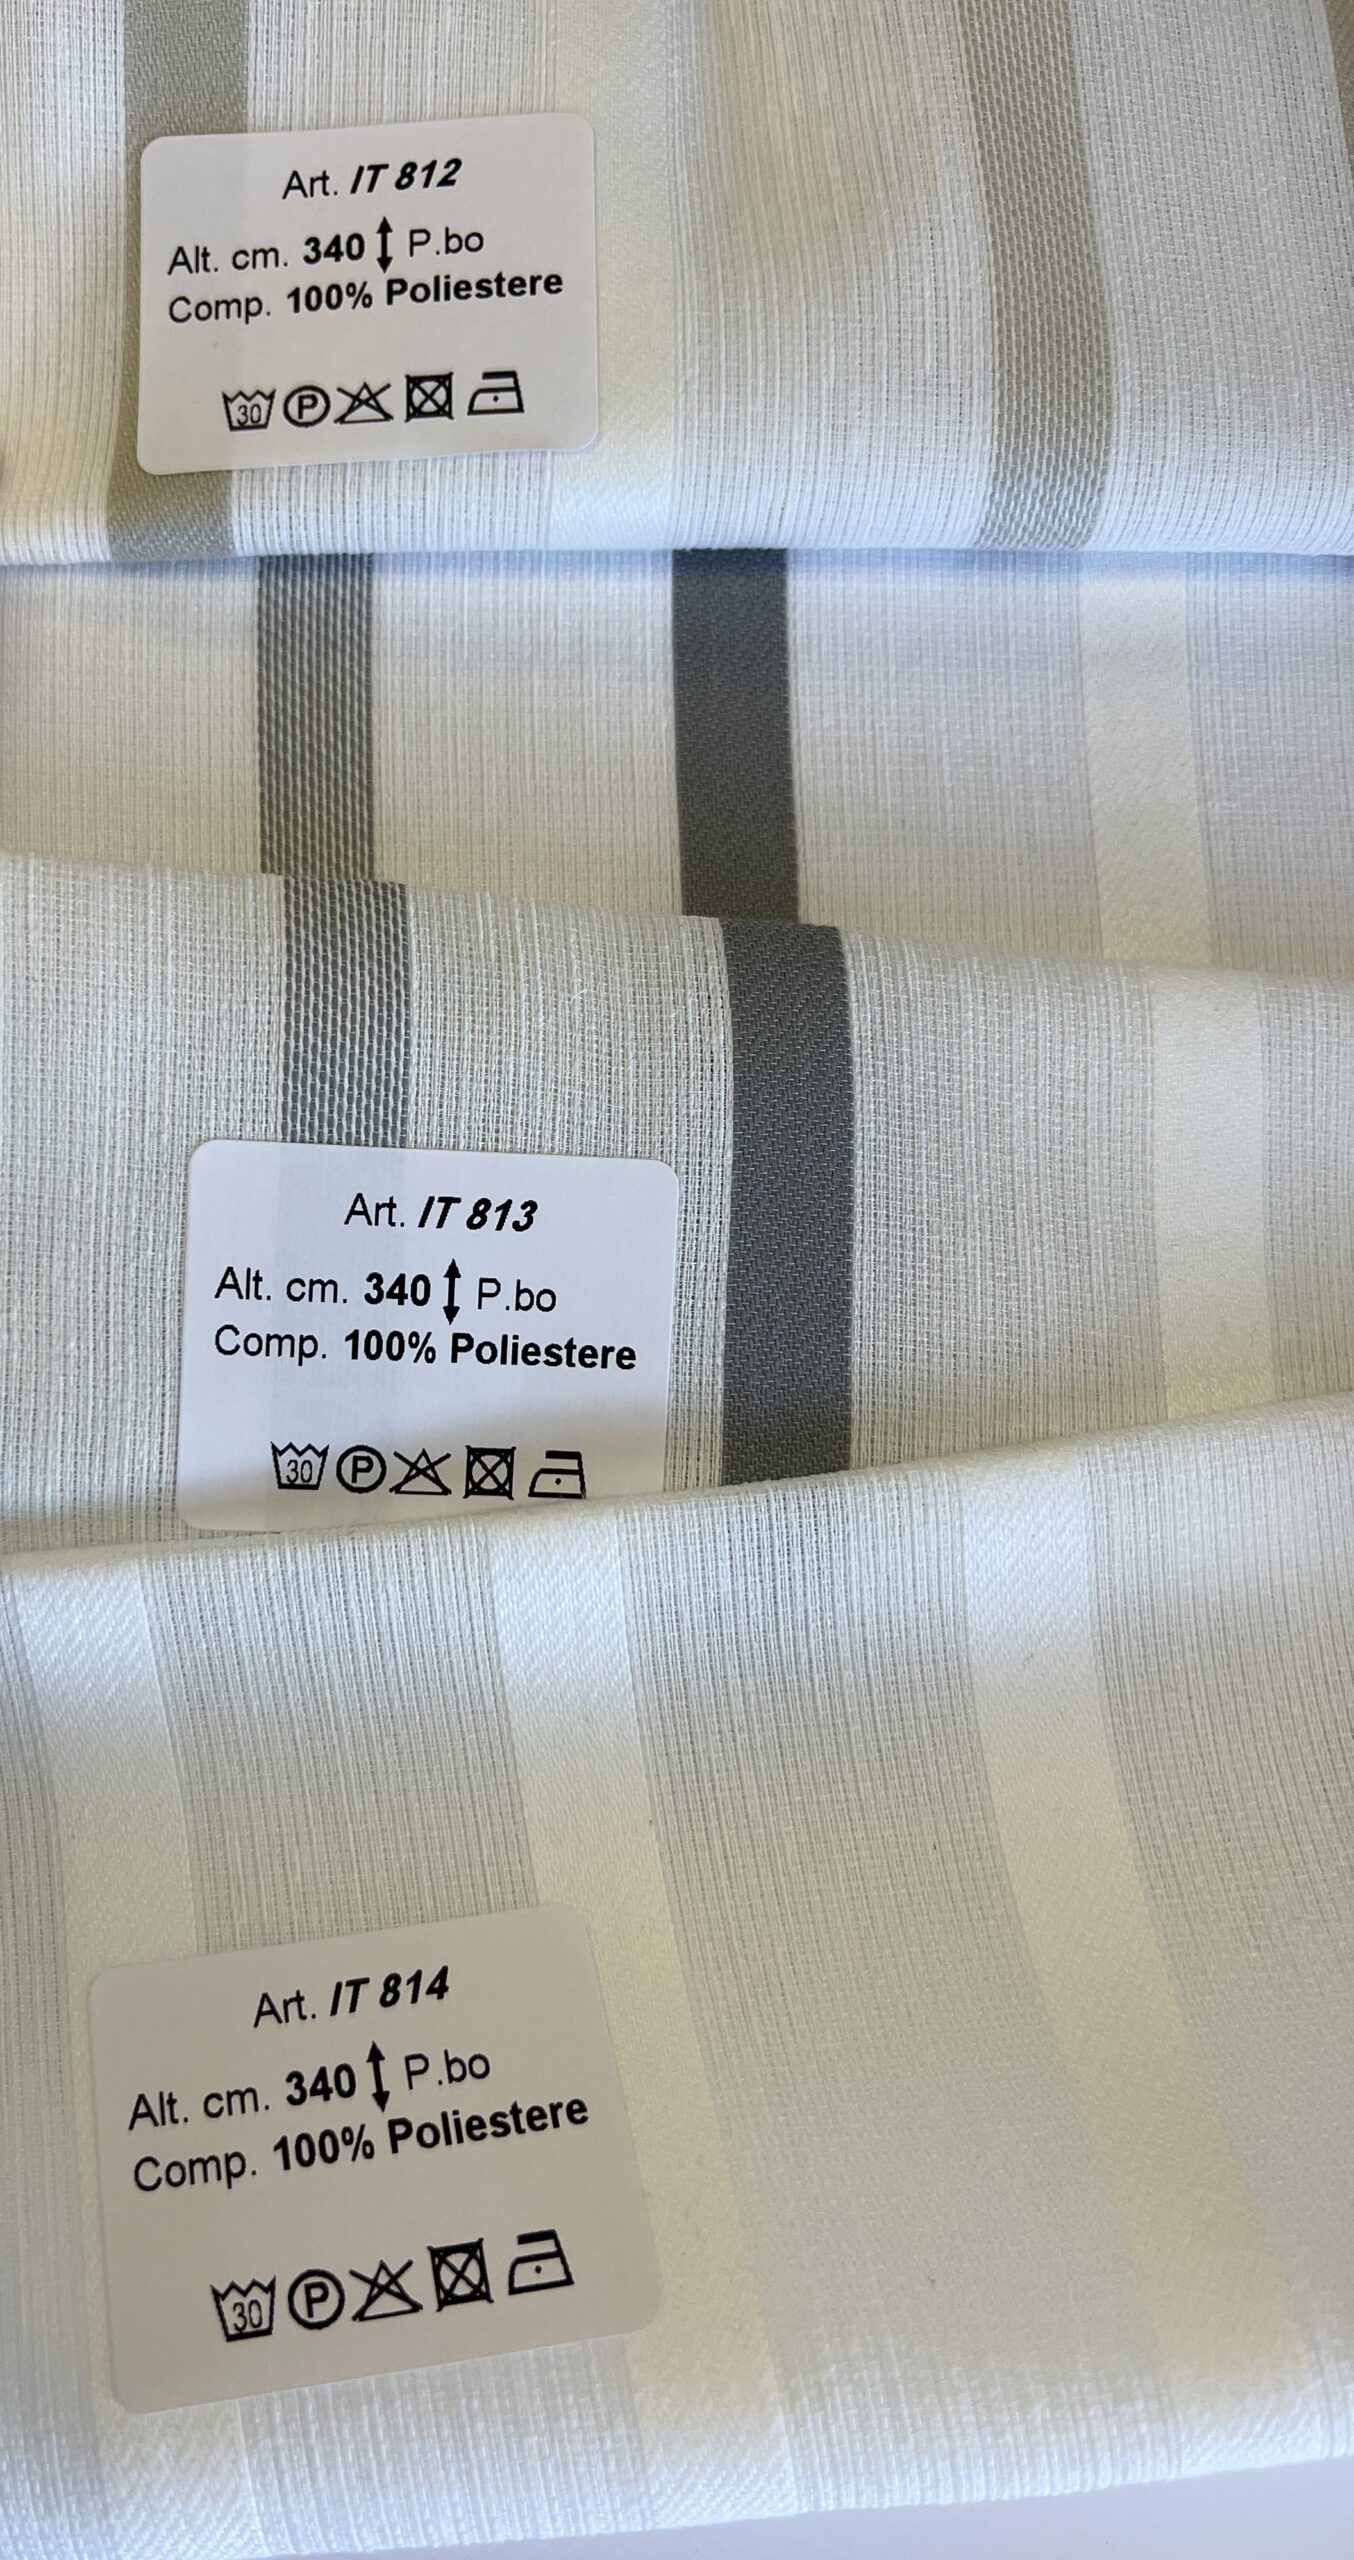 Art. IT 812
Alt. cm. 340 ↕ P.bo
Comp. 100% Poliestere
30 P
Art. IT 813
Alt. cm. 340 ↕ P.bo
Comp. 100% Poliestere
30 P
Art. IT 814
Alt. cm. 340 ↕ P.bo
Comp. 100% Poliestere
30 P